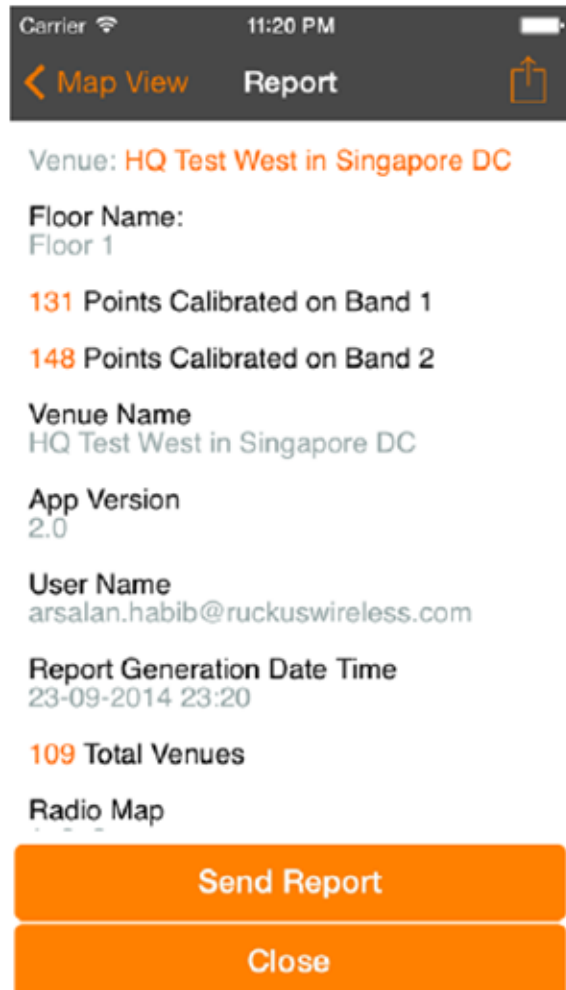 Carrier 11:20 PM
Map View Report
Venue: HQ Test West in Singapore DC
Floor Name:
Floor 1
131 Points Calibrated on Band 1
148 Points Calibrated on Band 2
Venue Name
HQ Test West in Singapore DC
App Version
2.0
User Name
arsalan.habib@ruckuswireless.com
Report Generation Date Time
23-09-2014 23:20
109 Total Venues
Radio Map
Send Report
Close